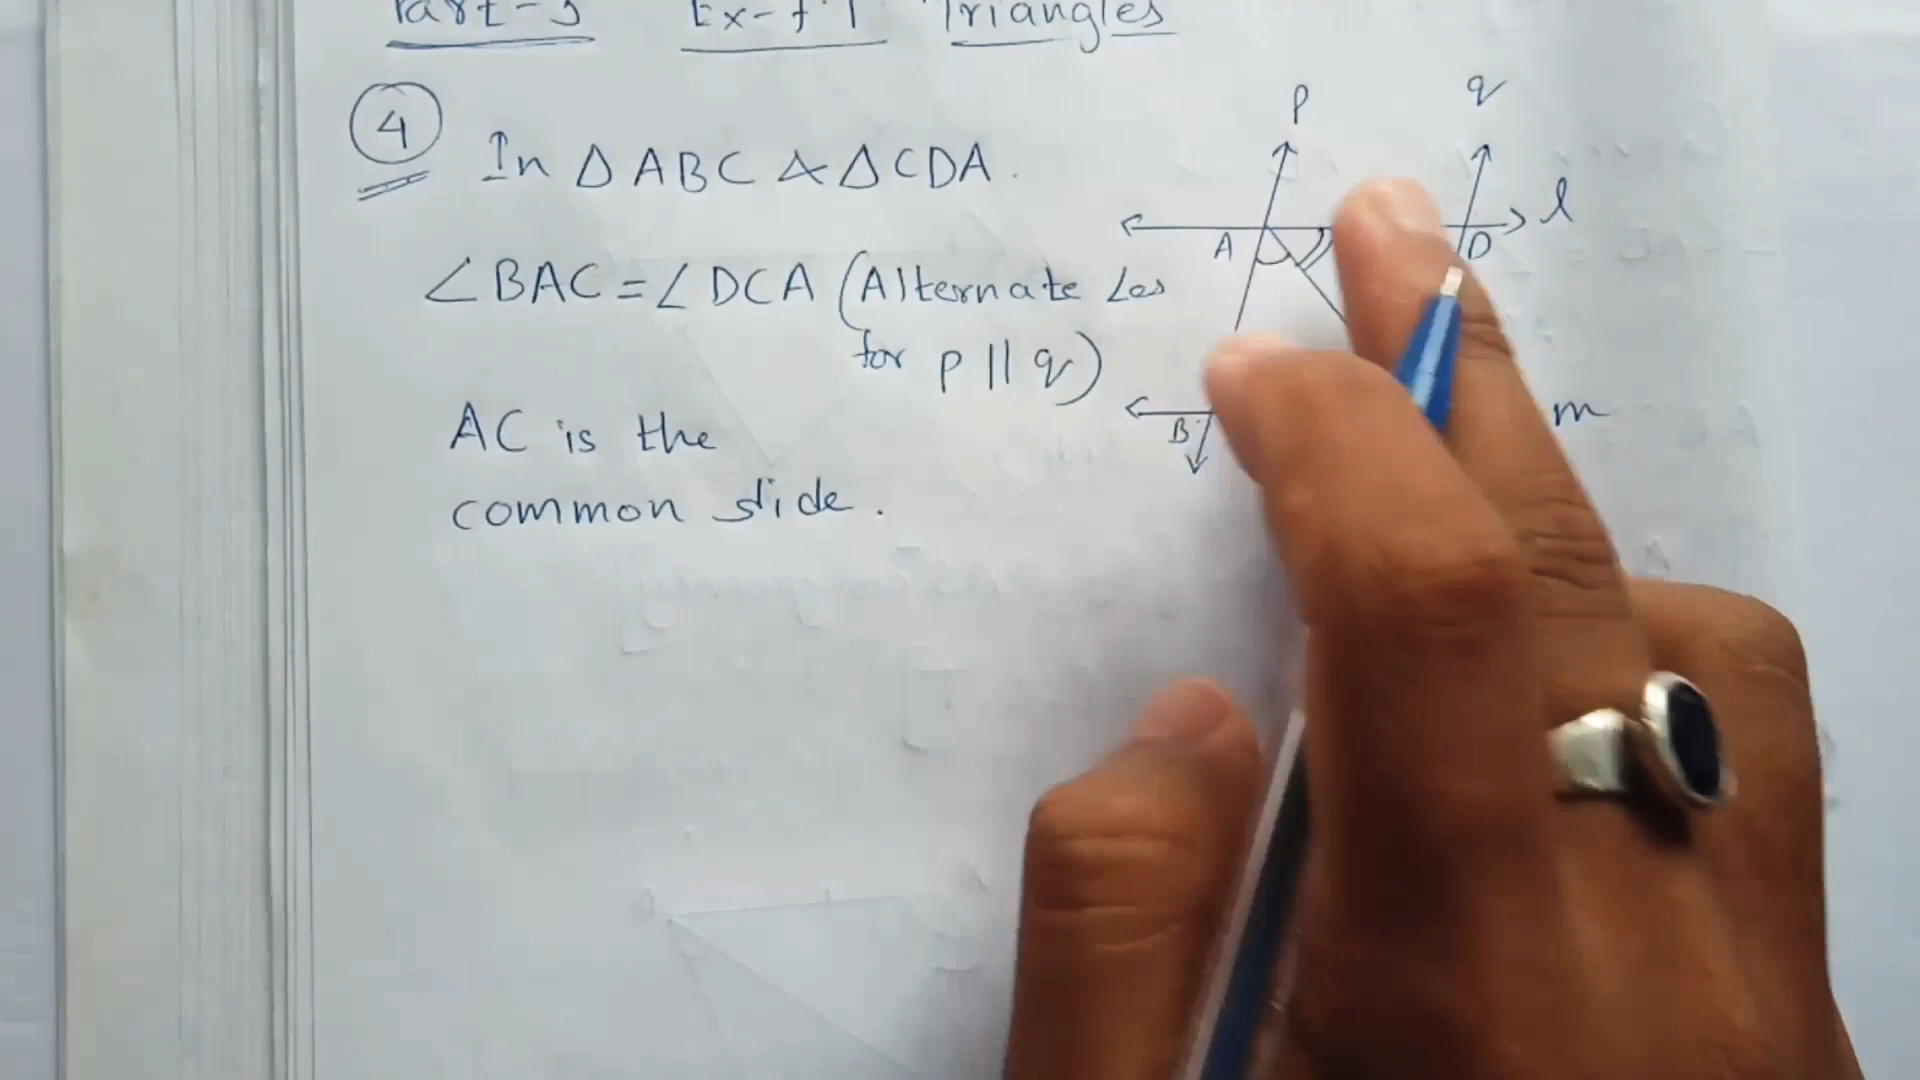 Part-3 Ex-7.1 Triangles
4
In △ABC & △CDA.
∠BAC = ∠DCA (Alternate ∠es
for p || q)
AC is the
common side.
p
q
l
A
D
m
B